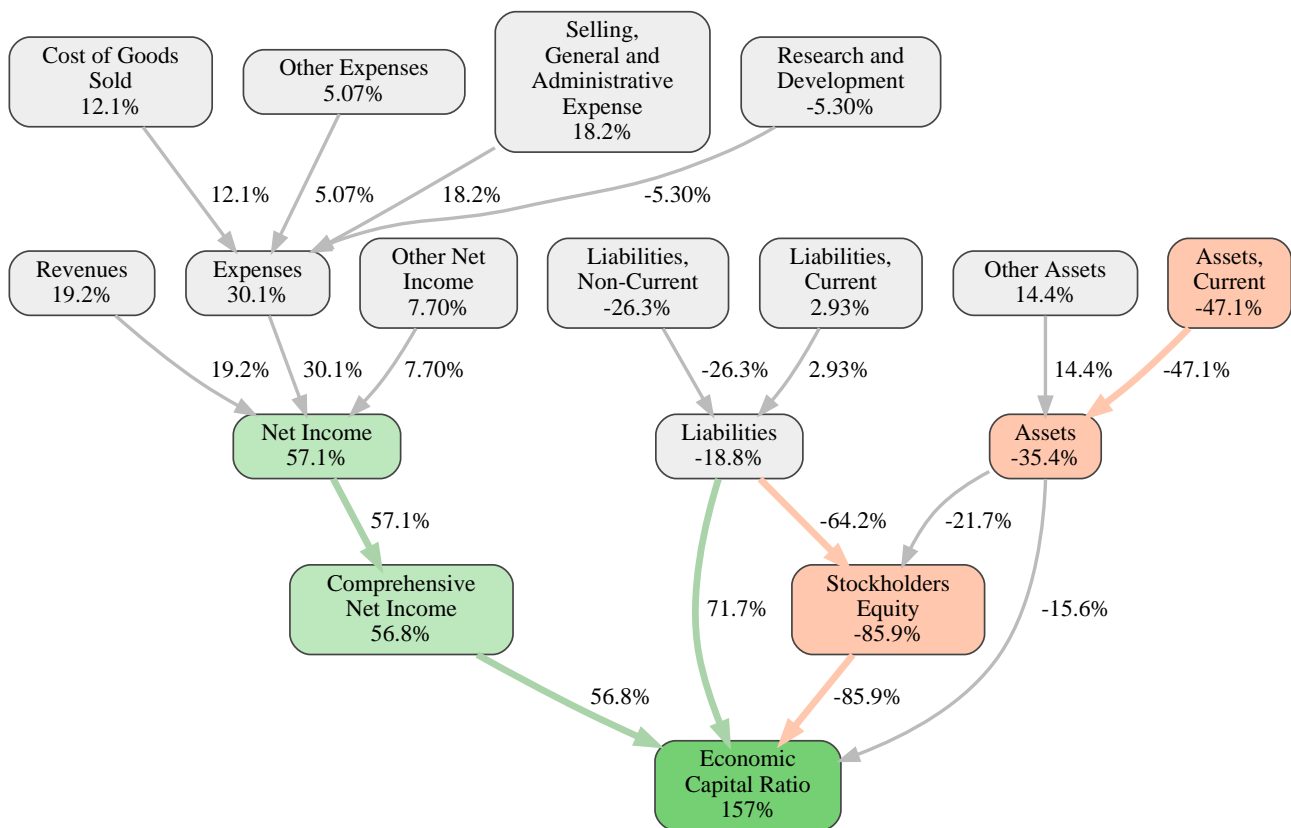 Cost of Goods
Sold
12.1%
Other Expenses
5.07%
Selling,
General and
Administrative
Expense
18.2%
Research and
Development
-5.30%
12.1%
5.07%
18.2%
-5.30%
Revenues
19.2%
Expenses
30.1%
Other Net
Income
7.70%
Liabilities,
Non-Current
-26.3%
Liabilities,
Current
2.93%
Other Assets
14.4%
Assets,
Current
-47.1%
19.2%
30.1%
7.70%
-26.3%
2.93%
14.4%
-47.1%
Net Income
57.1%
Liabilities
-18.8%
Assets
-35.4%
57.1%
-64.2%
-21.7%
Comprehensive
Net Income
56.8%
71.7%
Stockholders
Equity
-85.9%
-15.6%
56.8%
-85.9%
Economic
Capital Ratio
157%